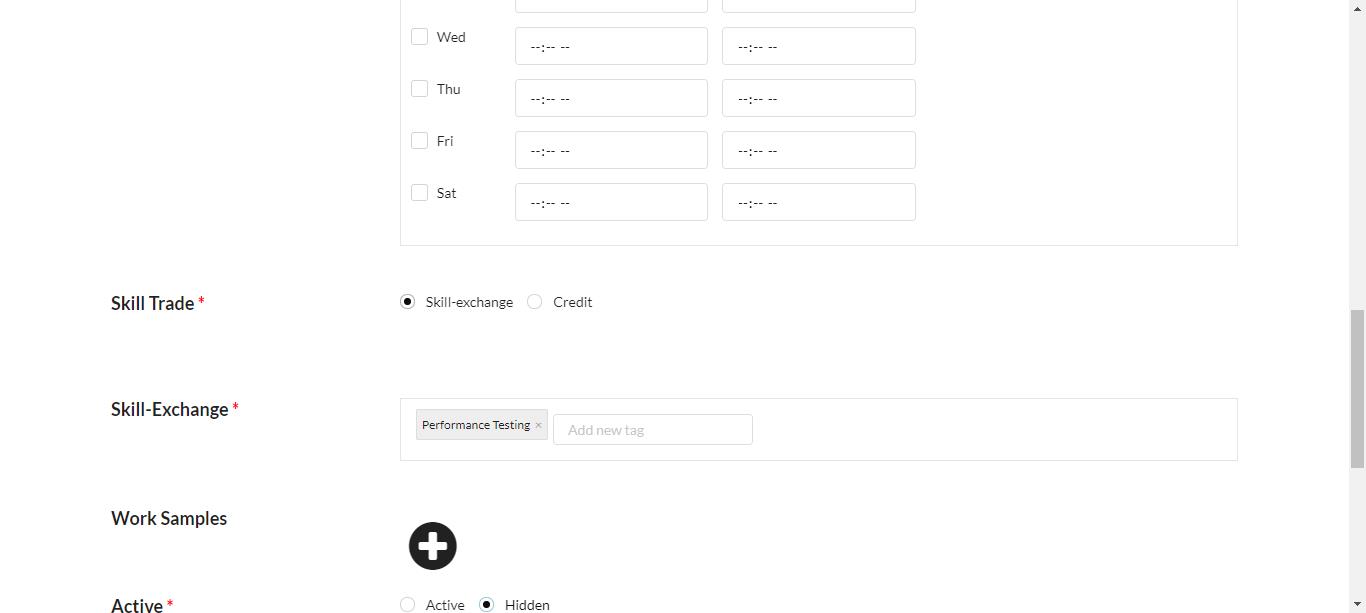 Wed --:-- -- --:-- --
Thu --:-- -- --:-- --
Fri --:-- -- --:-- --
Sat --:-- -- --:-- --
Skill Trade * Skill-exchange Credit
Skill-Exchange * Performance Testing × Add new tag
Work Samples
Active * Active Hidden